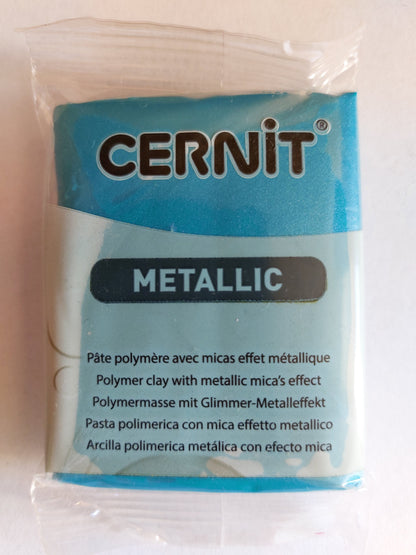 CERNIT®
METALLIC
Pâte polymère avec micas effet métallique
Polymer clay with metallic mica's effect
Polymermasse mit Glimmer-Metalleffekt
Pasta polimerica con mica effetto metallico
Arcilla polimerica metálica con efecto mica